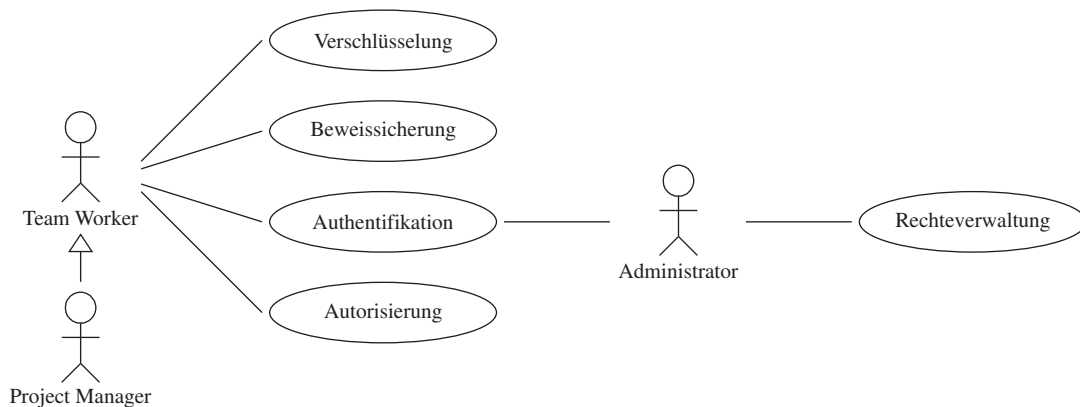 Verschlüsselung
Beweissicherung
Team Worker
Authentifikation
Rechteverwaltung
Administrator
Autorisierung
Project Manager